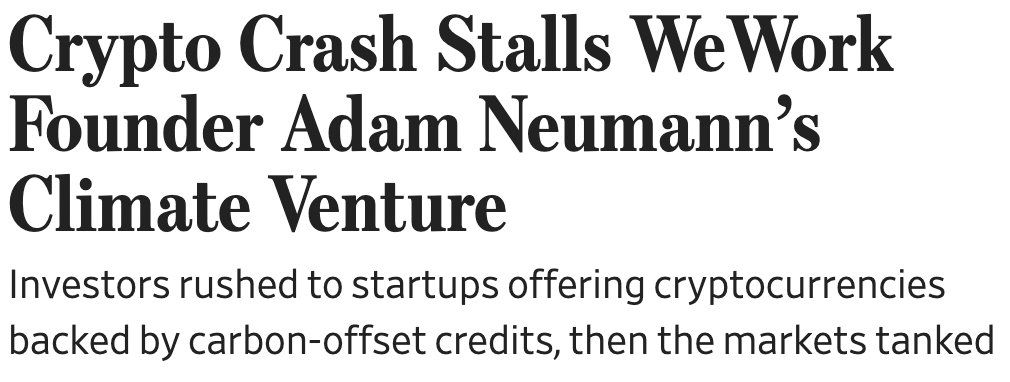 Crypto Crash Stalls WeWork
Founder Adam Neumann’s
Climate Venture
Investors rushed to startups offering cryptocurrencies
backed by carbon-offset credits, then the markets tanked